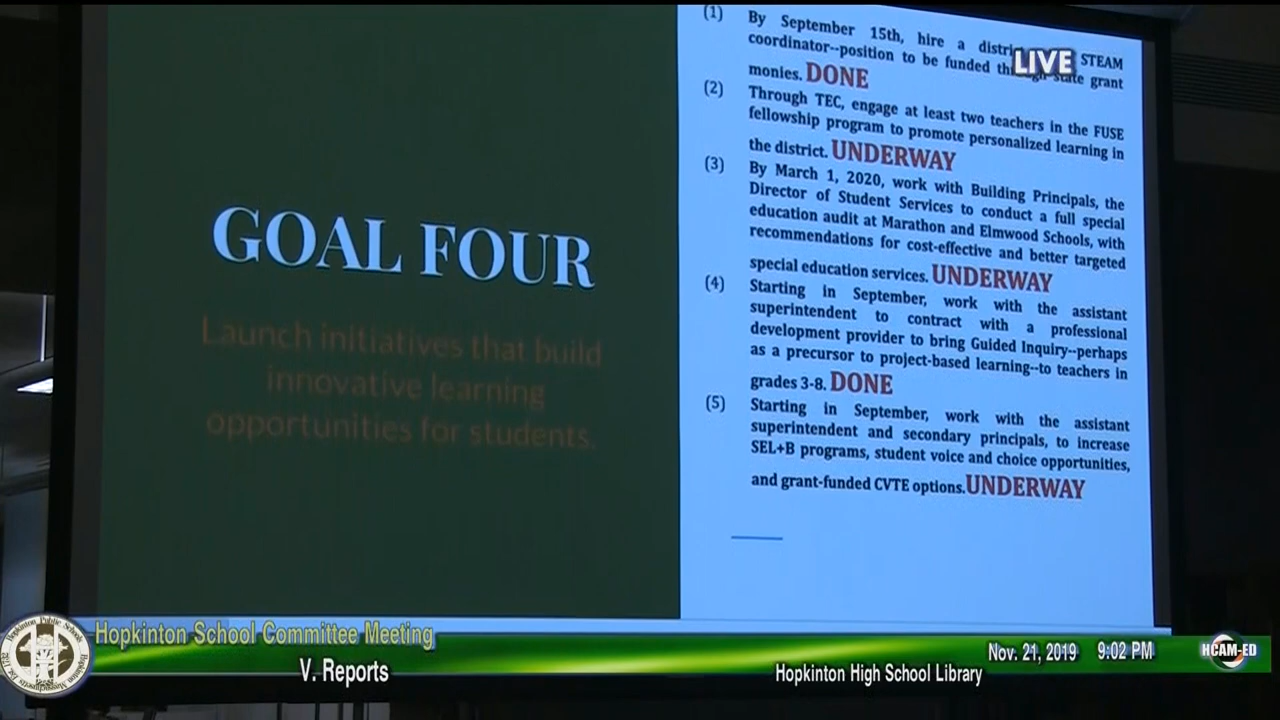 GOAL FOUR
Launch initiatives that build
innovative learning
opportunities for students.
(1) By September 15th, hire a STEAM
coordinator--position to be funded state grant
monies. DONE
(2) Through TEC, engage at least two teachers in the FUSE
fellowship program to promote personalized learning in
the district. UNDERWAY
(3) By March 1, 2020, work with Building Principals, the
Director of Student Services to conduct a full special
education audit at Marathon and Elmwood Schools, with
recommendations for cost-effective and better targeted
special education services. UNDERWAY
(4) Starting in September, work with the assistant
superintendent to contract with a professional
development provider to bring Guided Inquiry--perhaps
as a precursor to project-based learning--to teachers in
grades 3-8. DONE
(5) Starting in September, work with the assistant
superintendent and secondary principals, to increase
SEL+B programs, student voice and choice opportunities,
and grant-funded CVTE options.UNDERWAY
LIVE
Hopkinton School Committee Meeting
V. Reports
Nov. 21, 2019 9:02 PM
Hopkinton High School Library
HCAM-ED
Hopkinton Public Schools